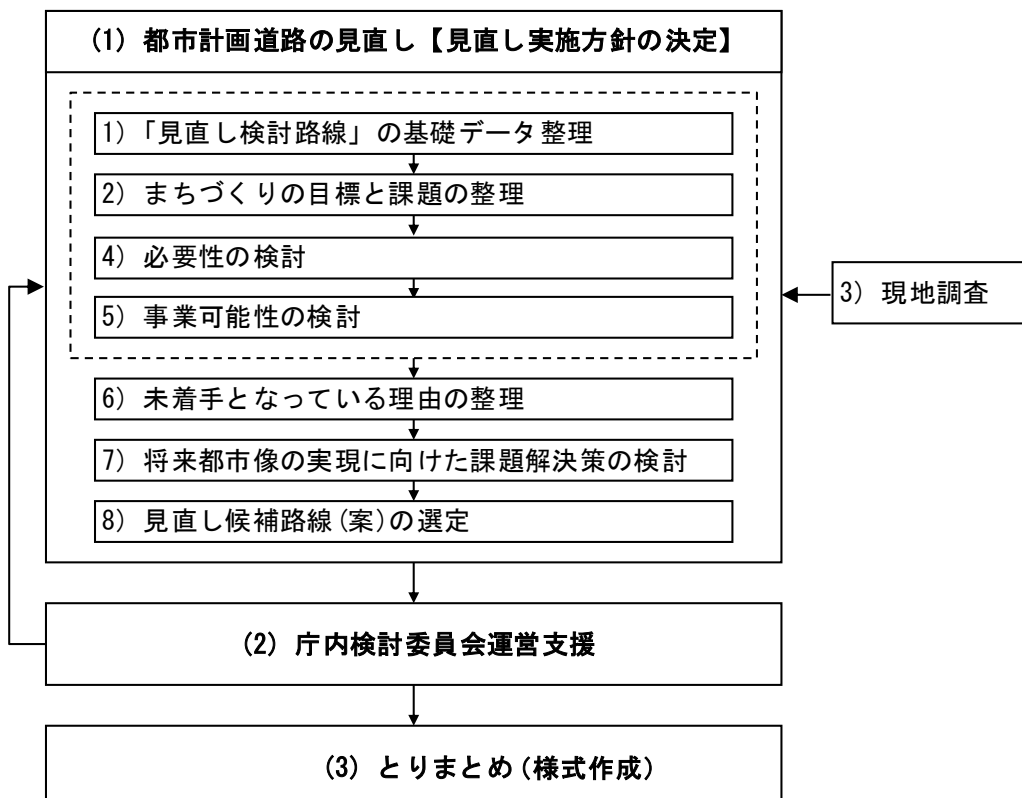 (1) 都市計画道路の見直し【見直し実施方針の決定】
1) 「見直し検討路線」の基礎データ整理
2) まちづくりの目標と課題の整理
4) 必要性の検討
3) 現地調査
5) 事業可能性の検討
6) 未着手となっている理由の整理
7) 将来都市像の実現に向けた課題解決策の検討
8) 見直し候補路線(案)の選定
(2) 庁内検討委員会運営支援
(3) とりまとめ(様式作成)